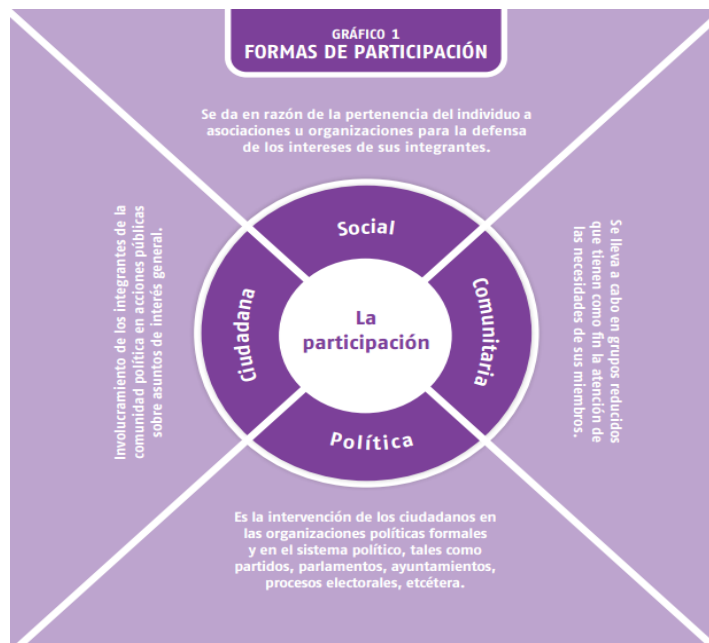 GRÁFICO 1
FORMAS DE PARTICIPACIÓN
Se da en razón de la pertenencia del individuo a
asociaciones u organizaciones para la defensa
de los intereses de sus integrantes.
Social
Involucramiento de los integrantes de la
comunidad política en acciones públicas
sobre asuntos de interés general.
Ciudadana
La
participación
Comunitaria
Se lleva a cabo en grupos reducidos
que tienen como fin la atención de
las necesidades de sus miembros.
Política
Es la intervención de los ciudadanos en
las organizaciones políticas formales
y en el sistema político, tales como
partidos, parlamentos, ayuntamientos,
procesos electorales, etcétera.